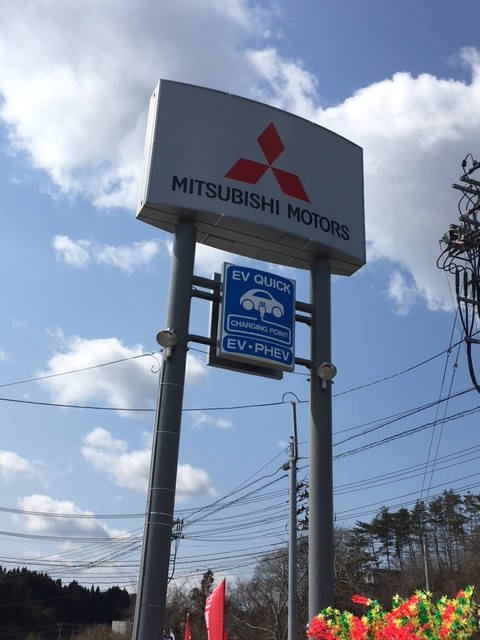 MITSUBISHI MOTORS
EV QUICK
CHARGING POINT
EV・PHEV